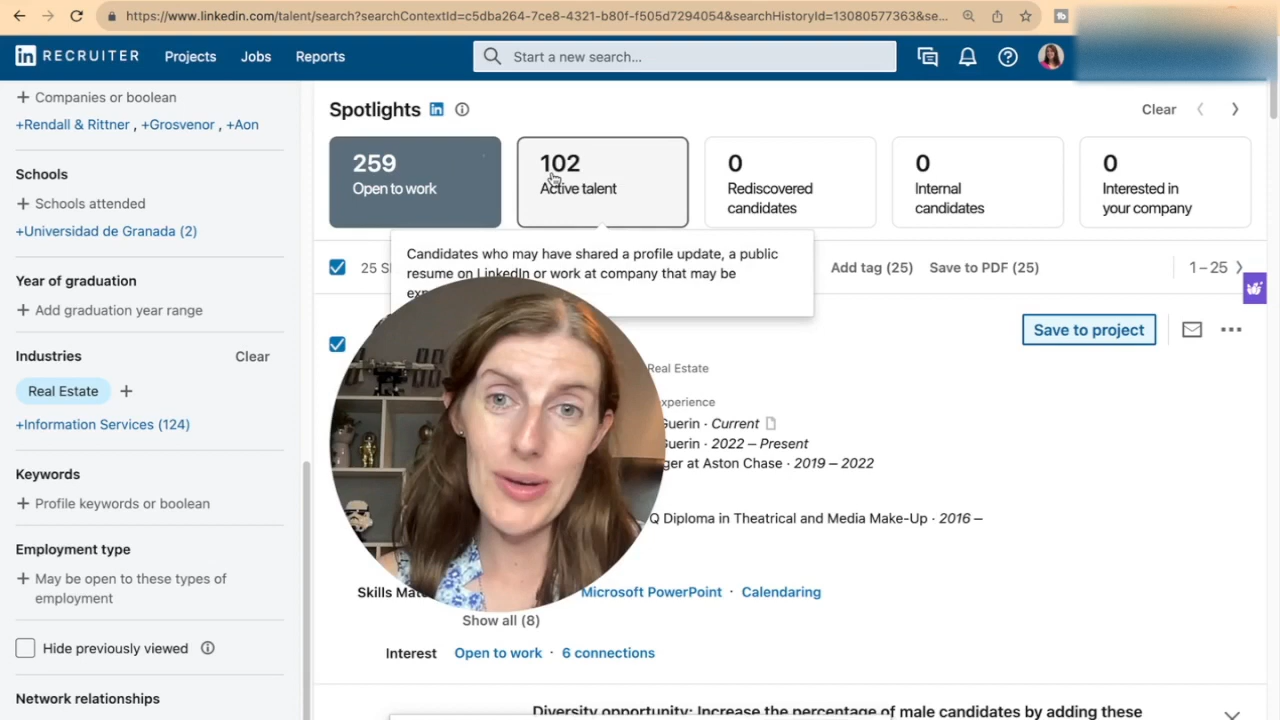 https://www.linkedin.com/talent/search?searchContextId=c5dba264-7ce8-4321-b80f-f505d7294054&searchHistoryId=13080577363&se...
in RECRUITER
Projects
Jobs
Reports
Start a new search...
+ Companies or boolean
+Rendall & Rittner , +Grosvenor , +Aon
Schools
+ Schools attended
+Universidad de Granada (2)
Year of graduation
+ Add graduation year range
Industries
Clear
Real Estate +
+Information Services (124)
Keywords
+ Profile keywords or boolean
Employment type
+ May be open to these types of
employment
Hide previously viewed
Network relationships
Spotlights in
Clear
259
Open to work
102
Active talent
0
Rediscovered
candidates
0
Internal
candidates
0
Interested in
your company
Candidates who may have shared a profile update, a public
resume on LinkedIn or work at company that may be
25
Add tag (25)
Save to PDF (25)
1 – 25
Save to project
Real Estate
Guerin · Current
Guerin · 2022 – Present
at Aston Chase · 2019 – 2022
Diploma in Theatrical and Media Make-Up · 2016 –
Skills
Microsoft PowerPoint · Calendaring
Show all (8)
Interest
Open to work · 6 connections
Diversity opportunity: Increase the percentage of male candidates by adding these